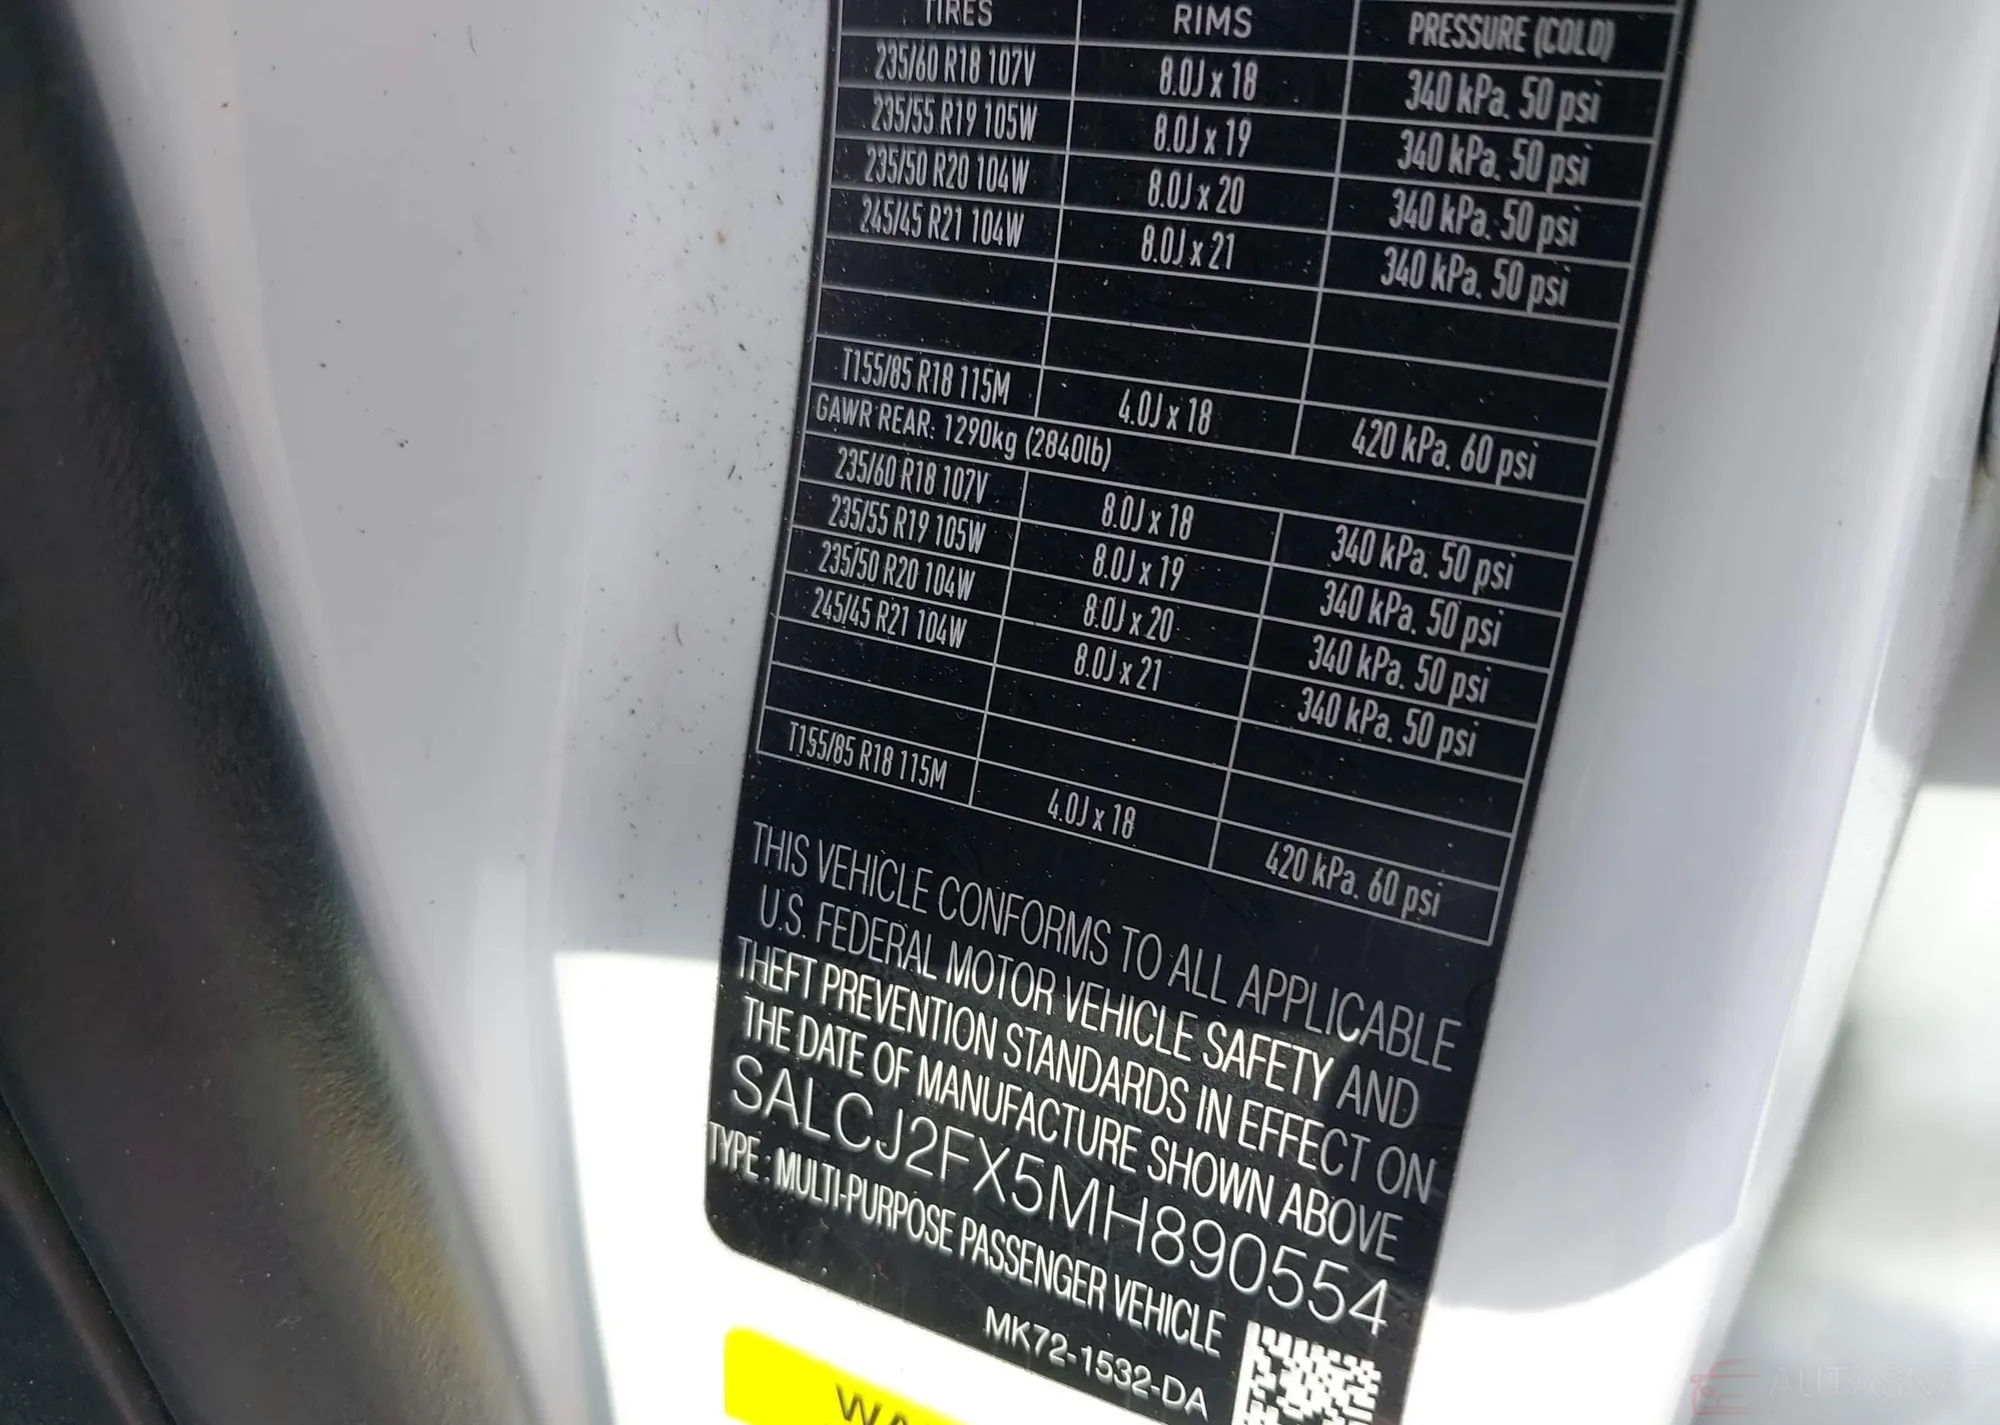 TIRES RIMS PRESSURE (COLD)
235/60 R18 107V 8.0J x 18 340 kPa. 50 psi
235/55 R19 105W 8.0J x 19 340 kPa. 50 psi
235/50 R20 104W 8.0J x 20 340 kPa. 50 psi
245/45 R21 104W 8.0J x 21 340 kPa. 50 psi
T155/85 R18 115M 4.0J x 18 420 kPa. 60 psi
GAWR REAR: 1290kg (2840lb)
235/60 R18 107V 8.0J x 18 340 kPa. 50 psi
235/55 R19 105W 8.0J x 19 340 kPa. 50 psi
235/50 R20 104W 8.0J x 20 340 kPa. 50 psi
245/45 R21 104W 8.0J x 21 340 kPa. 50 psi
T155/85 R18 115M 4.0J x 18 420 kPa. 60 psi
THIS VEHICLE CONFORMS TO ALL APPLICABLE
U.S. FEDERAL MOTOR VEHICLE SAFETY AND
THEFT PREVENTION STANDARDS IN EFFECT ON
THE DATE OF MANUFACTURE SHOWN ABOVE
SALCJ2FX5MH890554
TYPE : MULTI-PURPOSE PASSENGER VEHICLE
MK72-1532-DA